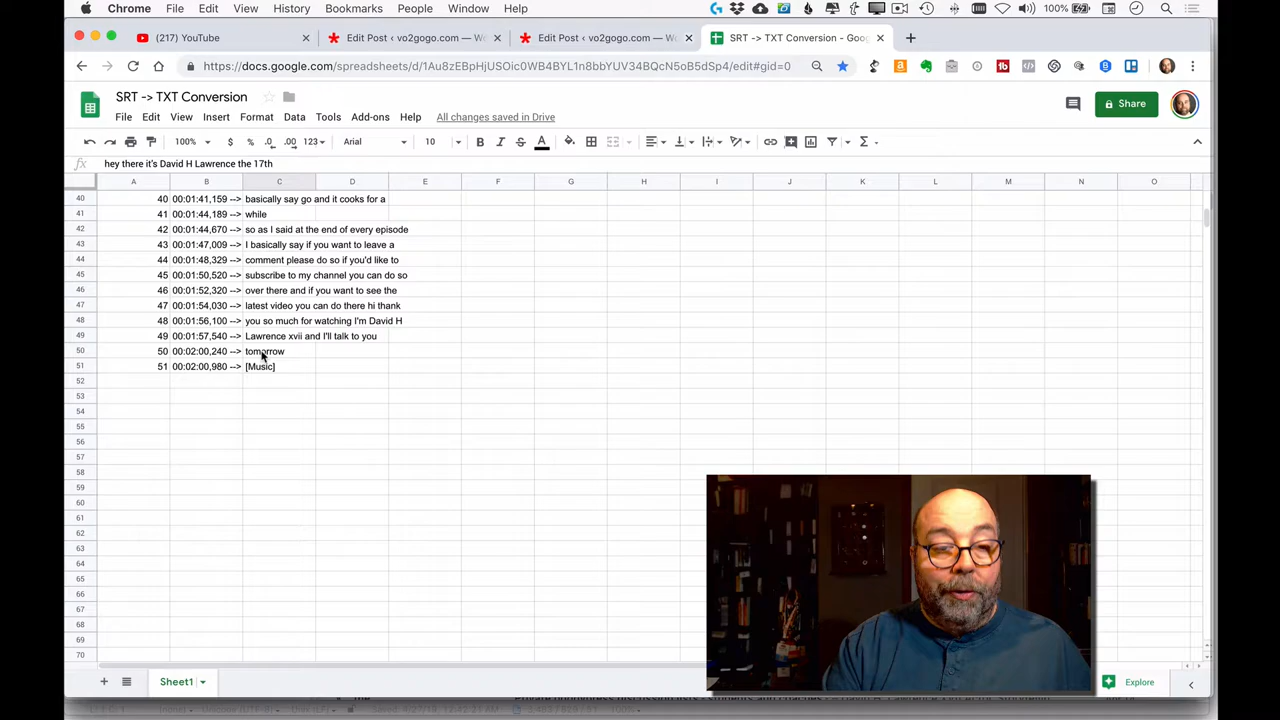 Chrome File Edit View History Bookmarks People Window Help 100%
(217) YouTube
Edit Post ‹ vo2gogo.com — W
Edit Post ‹ vo2gogo.com — W
SRT -> TXT Conversion - Goo
https://docs.google.com/spreadsheets/d/1Au8zEBpHjUSOic0WB4BYL1n8bbYUV34BQcN5oB5dSp4/edit#gid=0
SRT -> TXT Conversion
File Edit View Insert Format Data Tools Add-ons Help All changes saved in Drive
Share
100% $ % .0 .00 123 Arial 10 B I S A
fx hey there it's David H Lawrence the 17th
A B C D E F G H I J K L M N O
40 40 00:01:41,159 --> basically say go and it cooks for a
41 41 00:01:44,189 --> while
42 42 00:01:44,670 --> so as I said at the end of every episode
43 43 00:01:47,009 --> I basically say if you want to leave a
44 44 00:01:48,329 --> comment please do so if you'd like to
45 45 00:01:50,520 --> subscribe to my channel you can do so
46 46 00:01:52,320 --> over there and if you want to see the
47 47 00:01:54,030 --> latest video you can do there hi thank
48 48 00:01:56,100 --> you so much for watching I'm David H
49 49 00:01:57,540 --> Lawrence xvii and I'll talk to you
50 50 00:02:00,240 --> tomorrow
51 51 00:02:00,980 --> [Music]
52
53
54
55
56
57
58
59
60
61
62
63
64
65
66
67
68
69
70
Sheet1
Explore